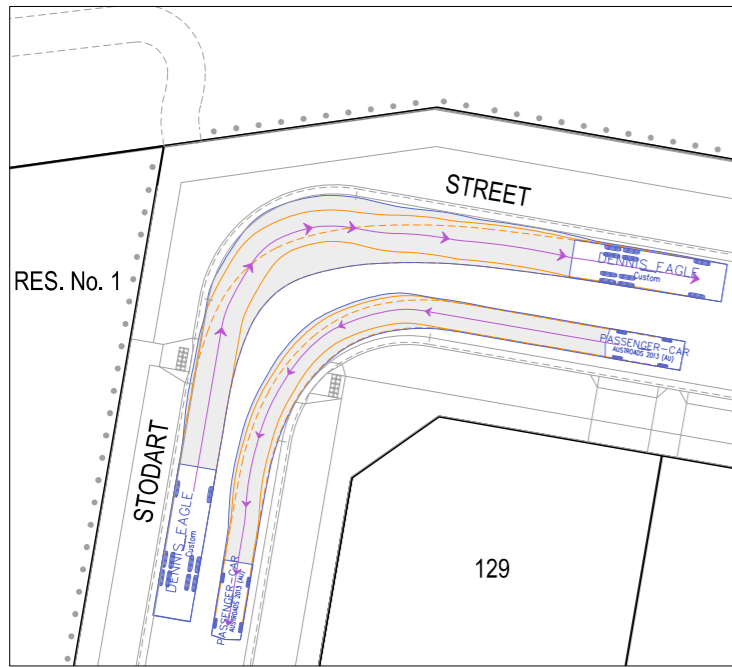 STREET
DENNIS_EAGLE
Custom
RES. No. 1
PASSENGER-CAR
AUSTROADS 2013 (AU)
STODART
DENNIS_EAGLE
Custom
PASSENGER-CAR
AUSTROADS 2013 (AU)
129